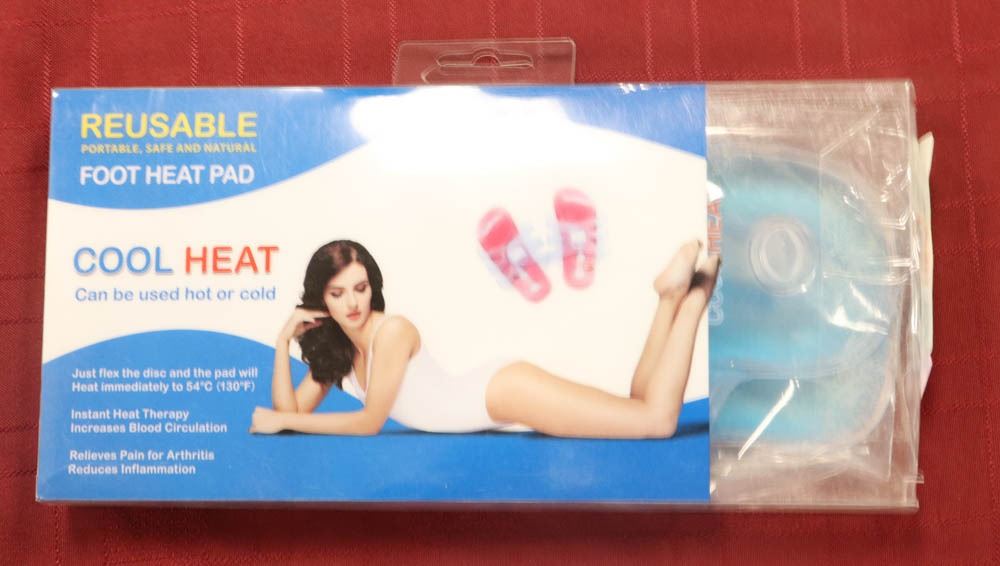 REUSABLE
PORTABLE, SAFE AND NATURAL
FOOT HEAT PAD
COOL HEAT
Can be used hot or cold
Just flex the disc and the pad will
Heat immediately to 54°C (130°F)
Instant Heat Therapy
Increases Blood Circulation
Relieves Pain for Arthritis
Reduces Inflammation